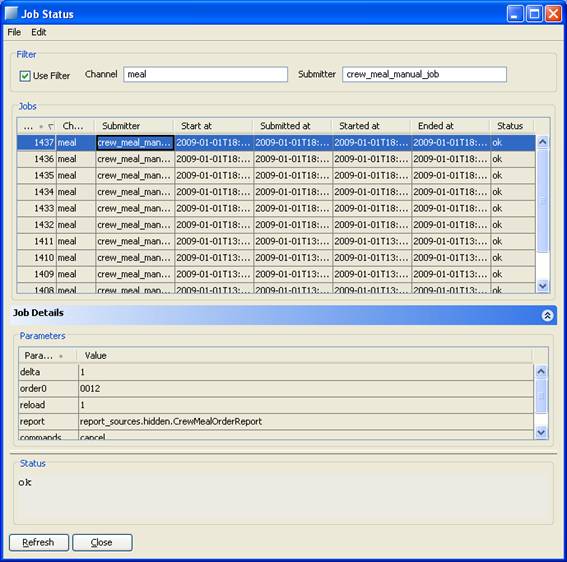 Job Status
File Edit
Filter
Use Filter Channel meal Submitter crew_meal_manual_job
Jobs
... Ch... Submitter Start at Submitted at Started at Ended at Status
1437 meal crew_meal_man... 2009-01-01T18:... 2009-01-01T18:... 2009-01-01T18:... 2009-01-01T18:... ok
1436 meal crew_meal_man... 2009-01-01T18:... 2009-01-01T18:... 2009-01-01T18:... 2009-01-01T18:... ok
1435 meal crew_meal_man... 2009-01-01T18:... 2009-01-01T18:... 2009-01-01T18:... 2009-01-01T18:... ok
1434 meal crew_meal_man... 2009-01-01T18:... 2009-01-01T18:... 2009-01-01T18:... 2009-01-01T18:... ok
1433 meal crew_meal_man... 2009-01-01T18:... 2009-01-01T18:... 2009-01-01T18:... 2009-01-01T18:... ok
1432 meal crew_meal_man... 2009-01-01T18:... 2009-01-01T18:... 2009-01-01T18:... 2009-01-01T18:... ok
1411 meal crew_meal_man... 2009-01-01T13:... 2009-01-01T13:... 2009-01-01T13:... 2009-01-01T13:... ok
1410 meal crew_meal_man... 2009-01-01T13:... 2009-01-01T13:... 2009-01-01T13:... 2009-01-01T13:... ok
1409 meal crew_meal_man... 2009-01-01T13:... 2009-01-01T13:... 2009-01-01T13:... 2009-01-01T13:... ok
1408 meal crew_meal_man... 2009-01-01T13:... 2009-01-01T13:... 2009-01-01T13:... 2009-01-01T13:... ok
Job Details
Parameters
Para... Value
delta 1
order0 0012
reload 1
report report_sources.hidden.CrewMealOrderReport
commands cancel
Status
ok
Refresh Close